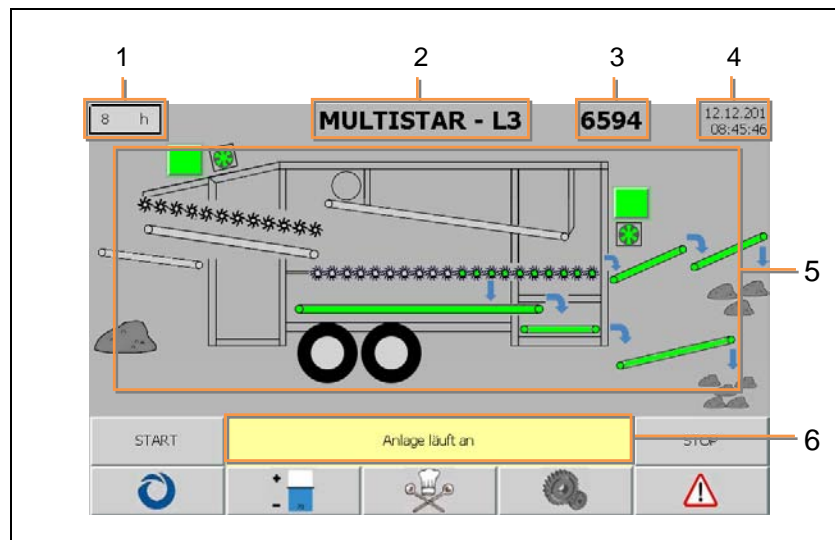 1 2 3 4
8 h
MULTISTAR - L3
6594
12.12.201
08:45:46
5
START
Anlage läuft an
STOP
6
+
-